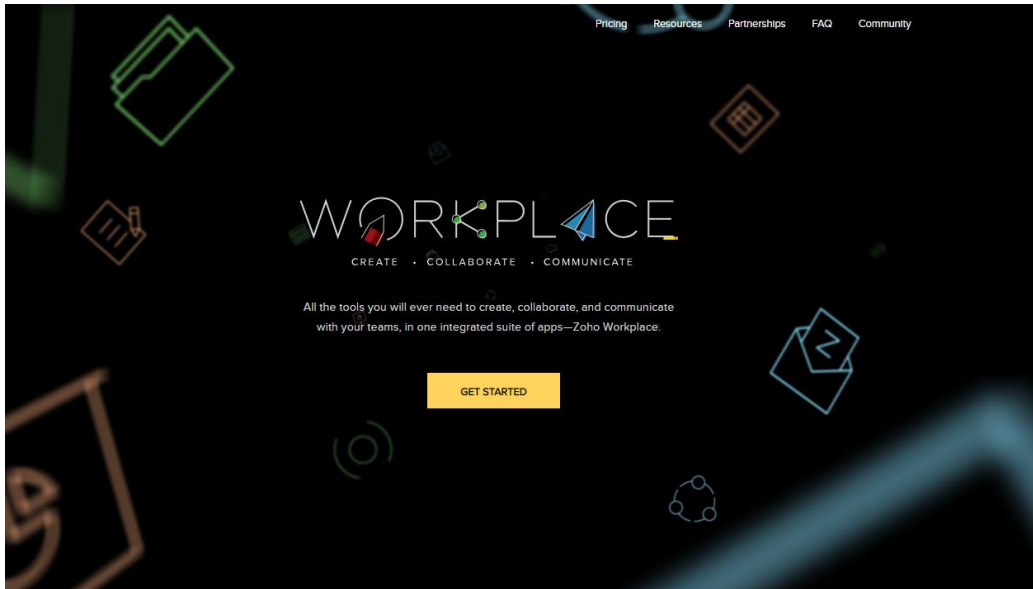 Pricing Resources Partnerships FAQ Community
WORKPLACE
CREATE • COLLABORATE • COMMUNICATE
All the tools you will ever need to create, collaborate, and communicate
with your teams, in one integrated suite of apps—Zoho Workplace.
Z
GET STARTED